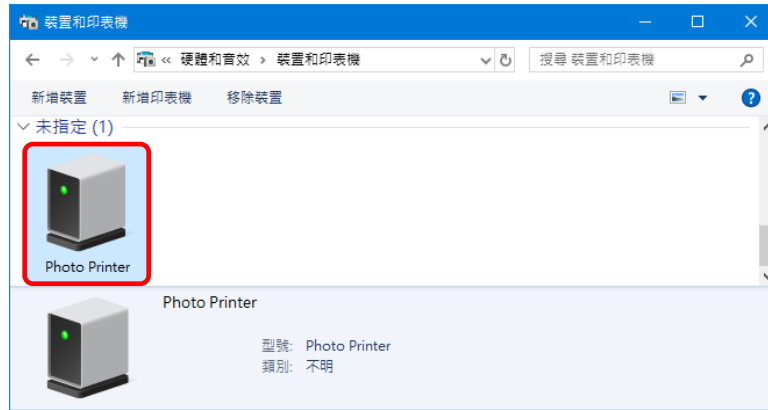 裝置和印表機
« 硬體和音效 › 裝置和印表機
搜尋 裝置和印表機
新增裝置 新增印表機 移除裝置
未指定 (1)
Photo Printer
Photo Printer
型號: Photo Printer
類別: 不明